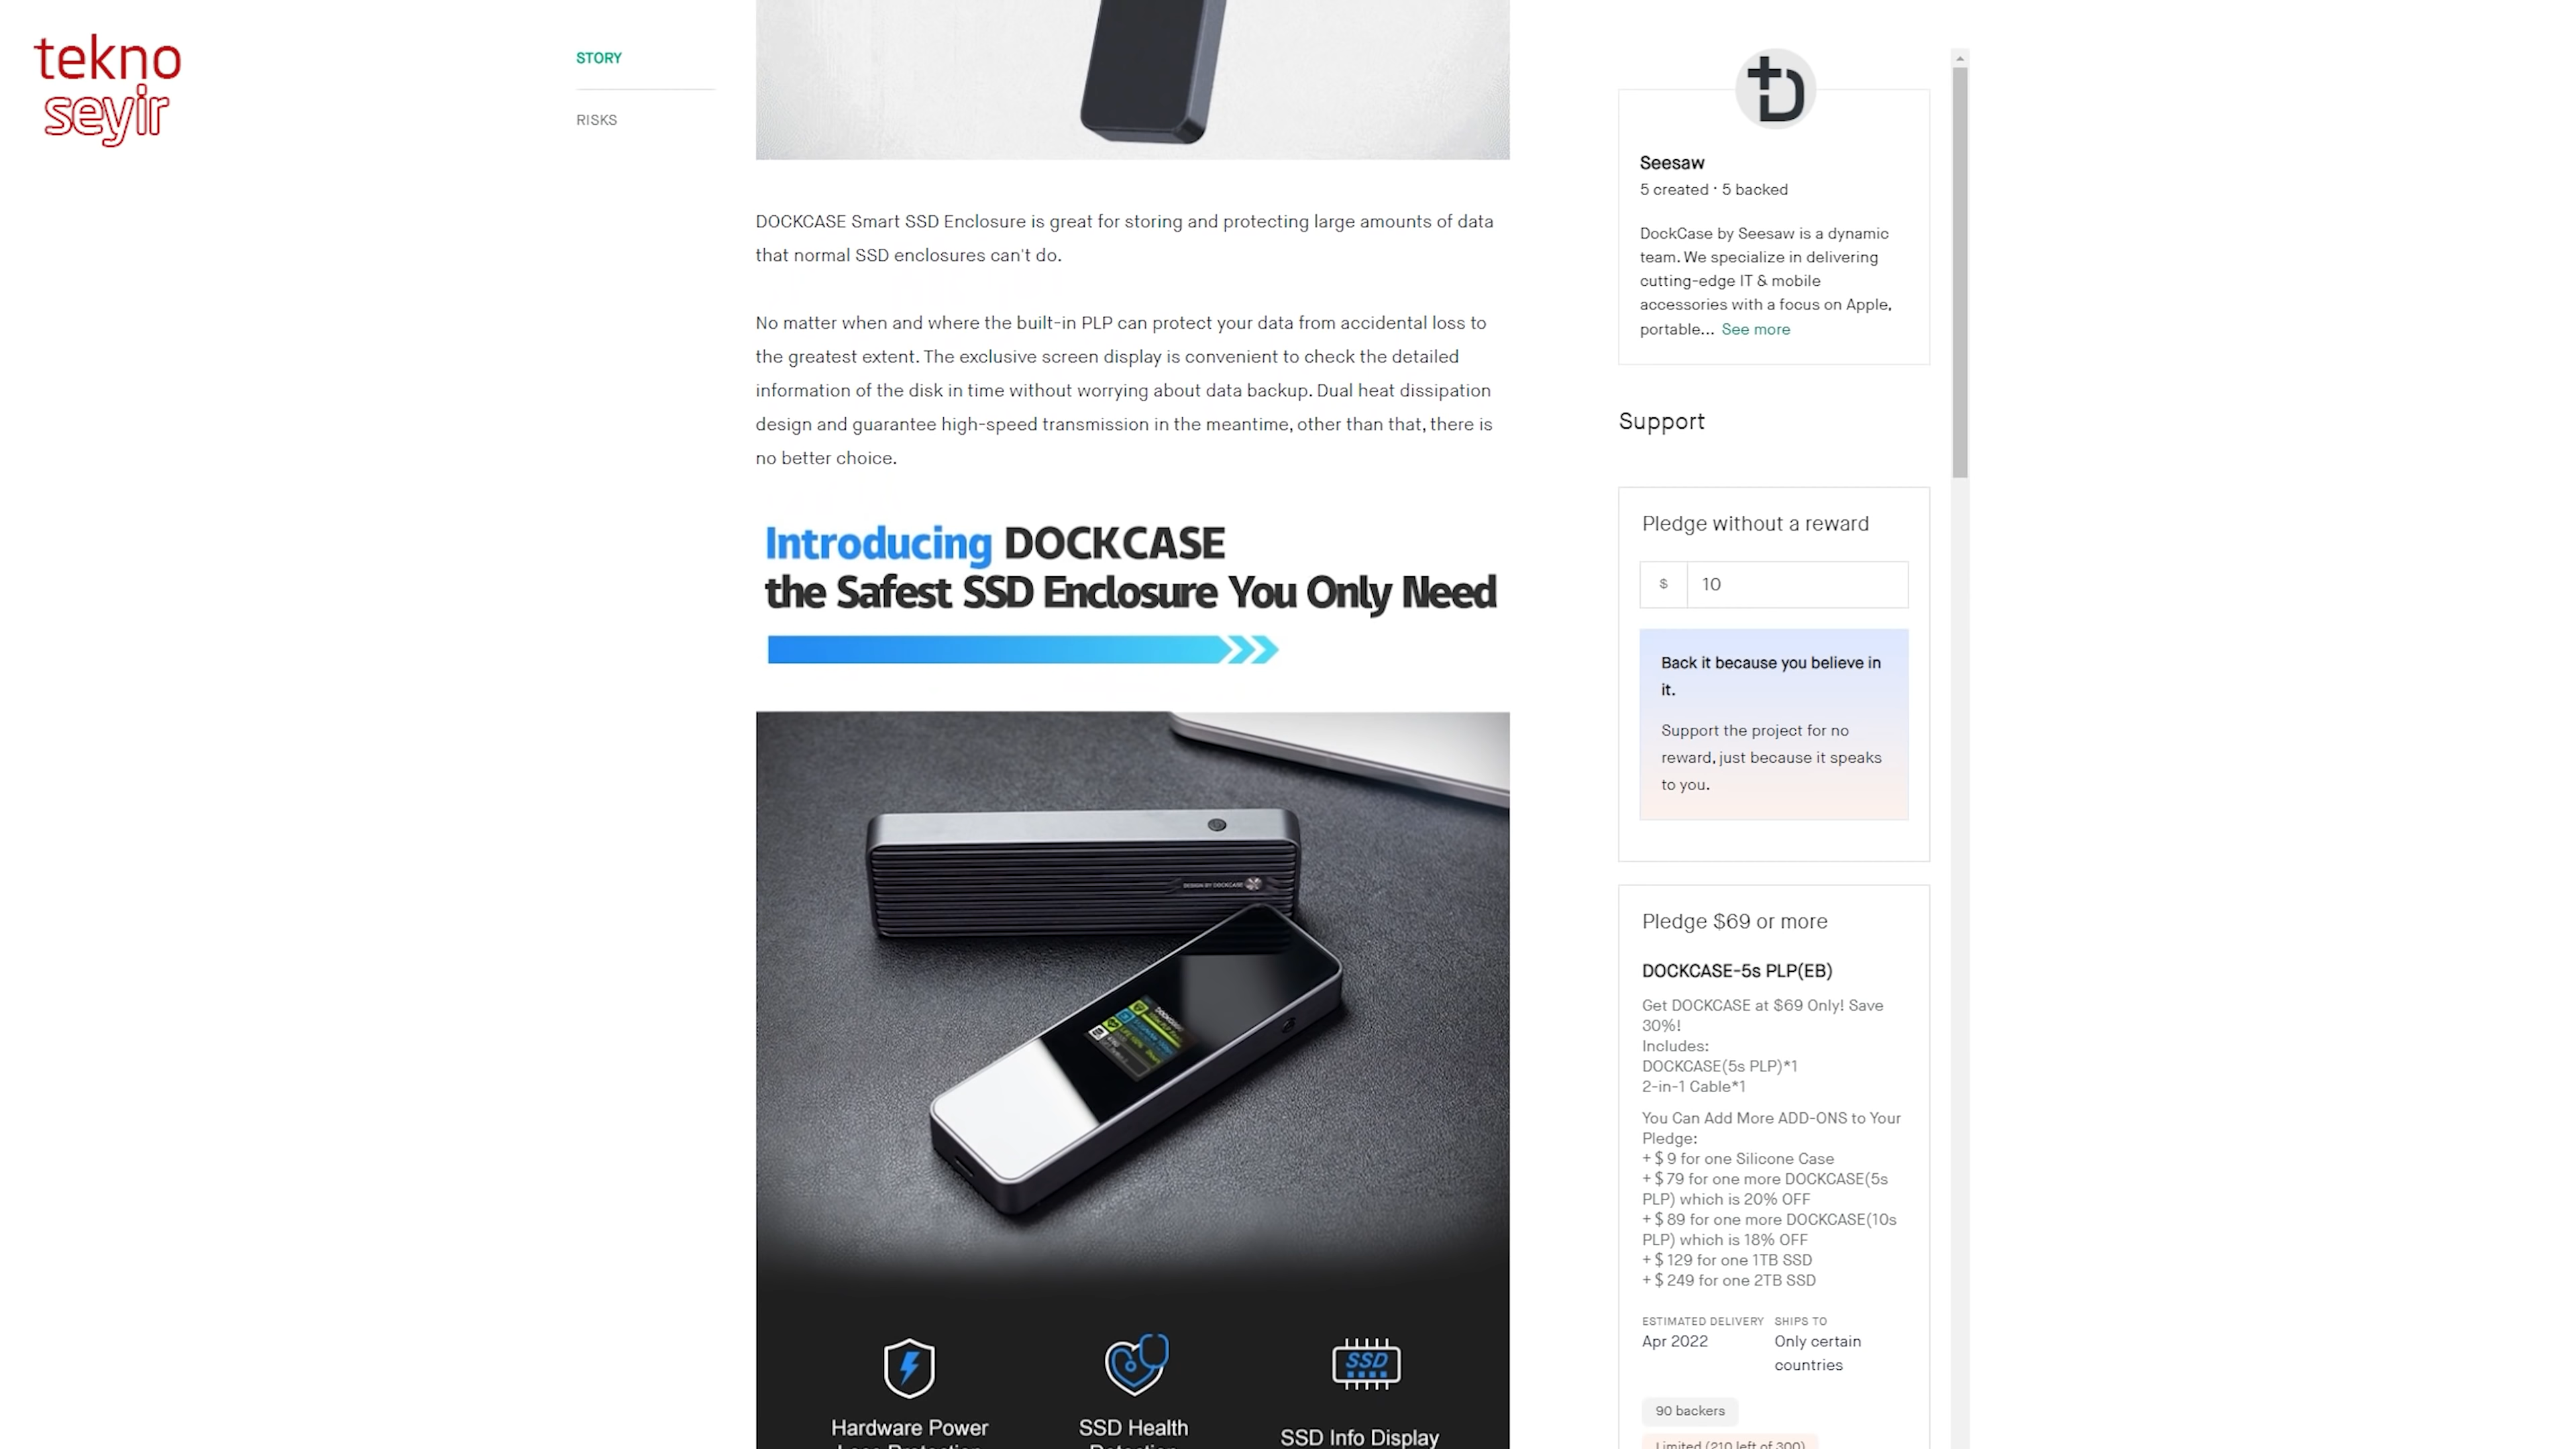 tekno
seyir
STORY
RISKS
DOCKCASE Smart SSD Enclosure is great for storing and protecting large amounts of data
that normal SSD enclosures can't do.
No matter when and where the built-in PLP can protect your data from accidental loss to
the greatest extent. The exclusive screen display is convenient to check the detailed
information of the disk in time without worrying about data backup. Dual heat dissipation
design and guarantee high-speed transmission in the meantime, other than that, there is
no better choice.
Introducing DOCKCASE
the Safest SSD Enclosure You Only Need
DESIGN BY DOCKCASE
SSD
Hardware Power
SSD Health
SSD Info Display
Seesaw
5 created · 5 backed
DockCase by Seesaw is a dynamic
team. We specialize in delivering
cutting-edge IT & mobile
accessories with a focus on Apple,
portable... See more
Support
Pledge without a reward
$ 10
Back it because you believe in
it.
Support the project for no
reward, just because it speaks
to you.
Pledge $69 or more
DOCKCASE-5s PLP(EB)
Get DOCKCASE at $69 Only! Save
30%!
Includes:
DOCKCASE(5s PLP)*1
2-in-1 Cable*1
You Can Add More ADD-ONS to Your
Pledge:
+ $ 9 for one Silicone Case
+ $ 79 for one more DOCKCASE(5s
PLP) which is 20% OFF
+ $ 89 for one more DOCKCASE(10s
PLP) which is 18% OFF
+ $ 129 for one 1TB SSD
+ $ 249 for one 2TB SSD
ESTIMATED DELIVERY SHIPS TO
Apr 2022 Only certain
countries
90 backers
Limited (210 left of 300)